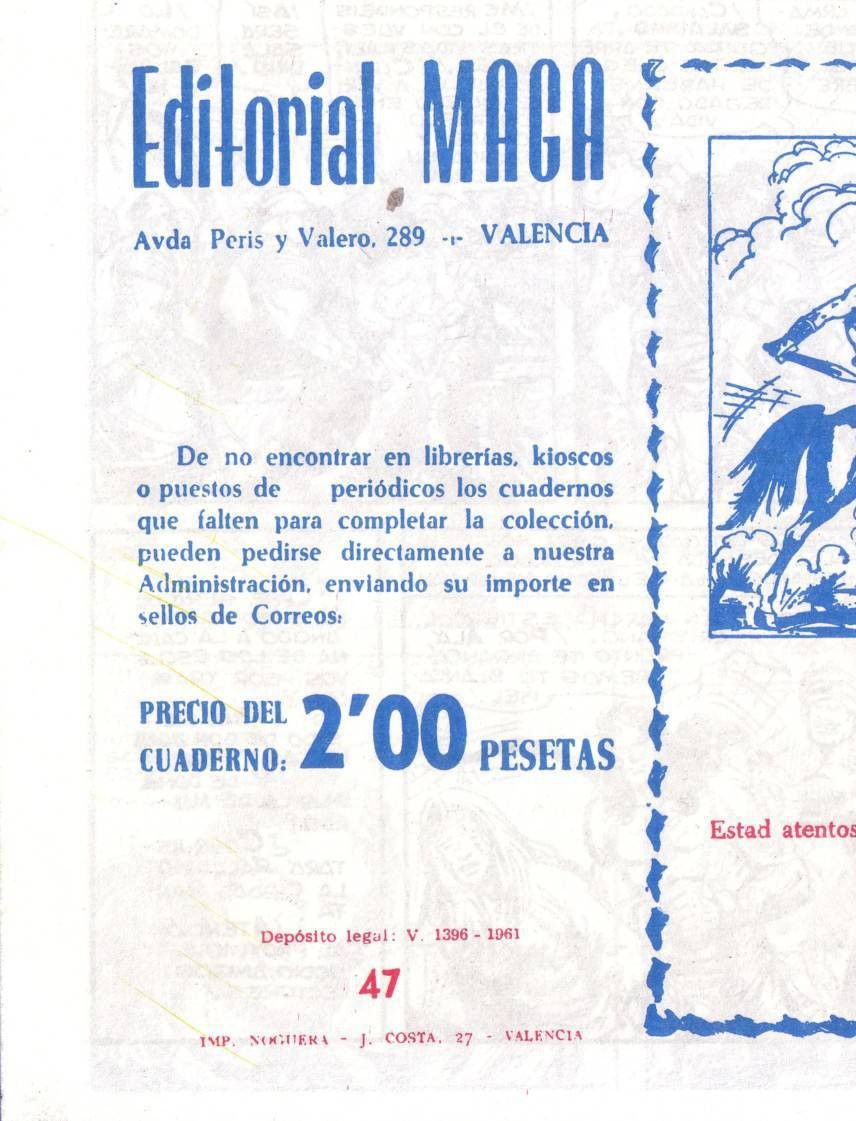 Editorial MAGA
Avda Peris y Valero, 289 -:- VALENCIA
De no encontrar en librerías, kioscos
o puestos de periódicos los cuadernos
que falten para completar la colección,
pueden pedirse directamente a nuestra
Administración, enviando su importe en
sellos de Correos:
PRECIO DEL
CUADERNO: 2'00 PESETAS
Estad atentos
Depósito legal: V. 1396 - 1961
47
IMP. NOGUERA - J. COSTA, 27 - VALENCIA